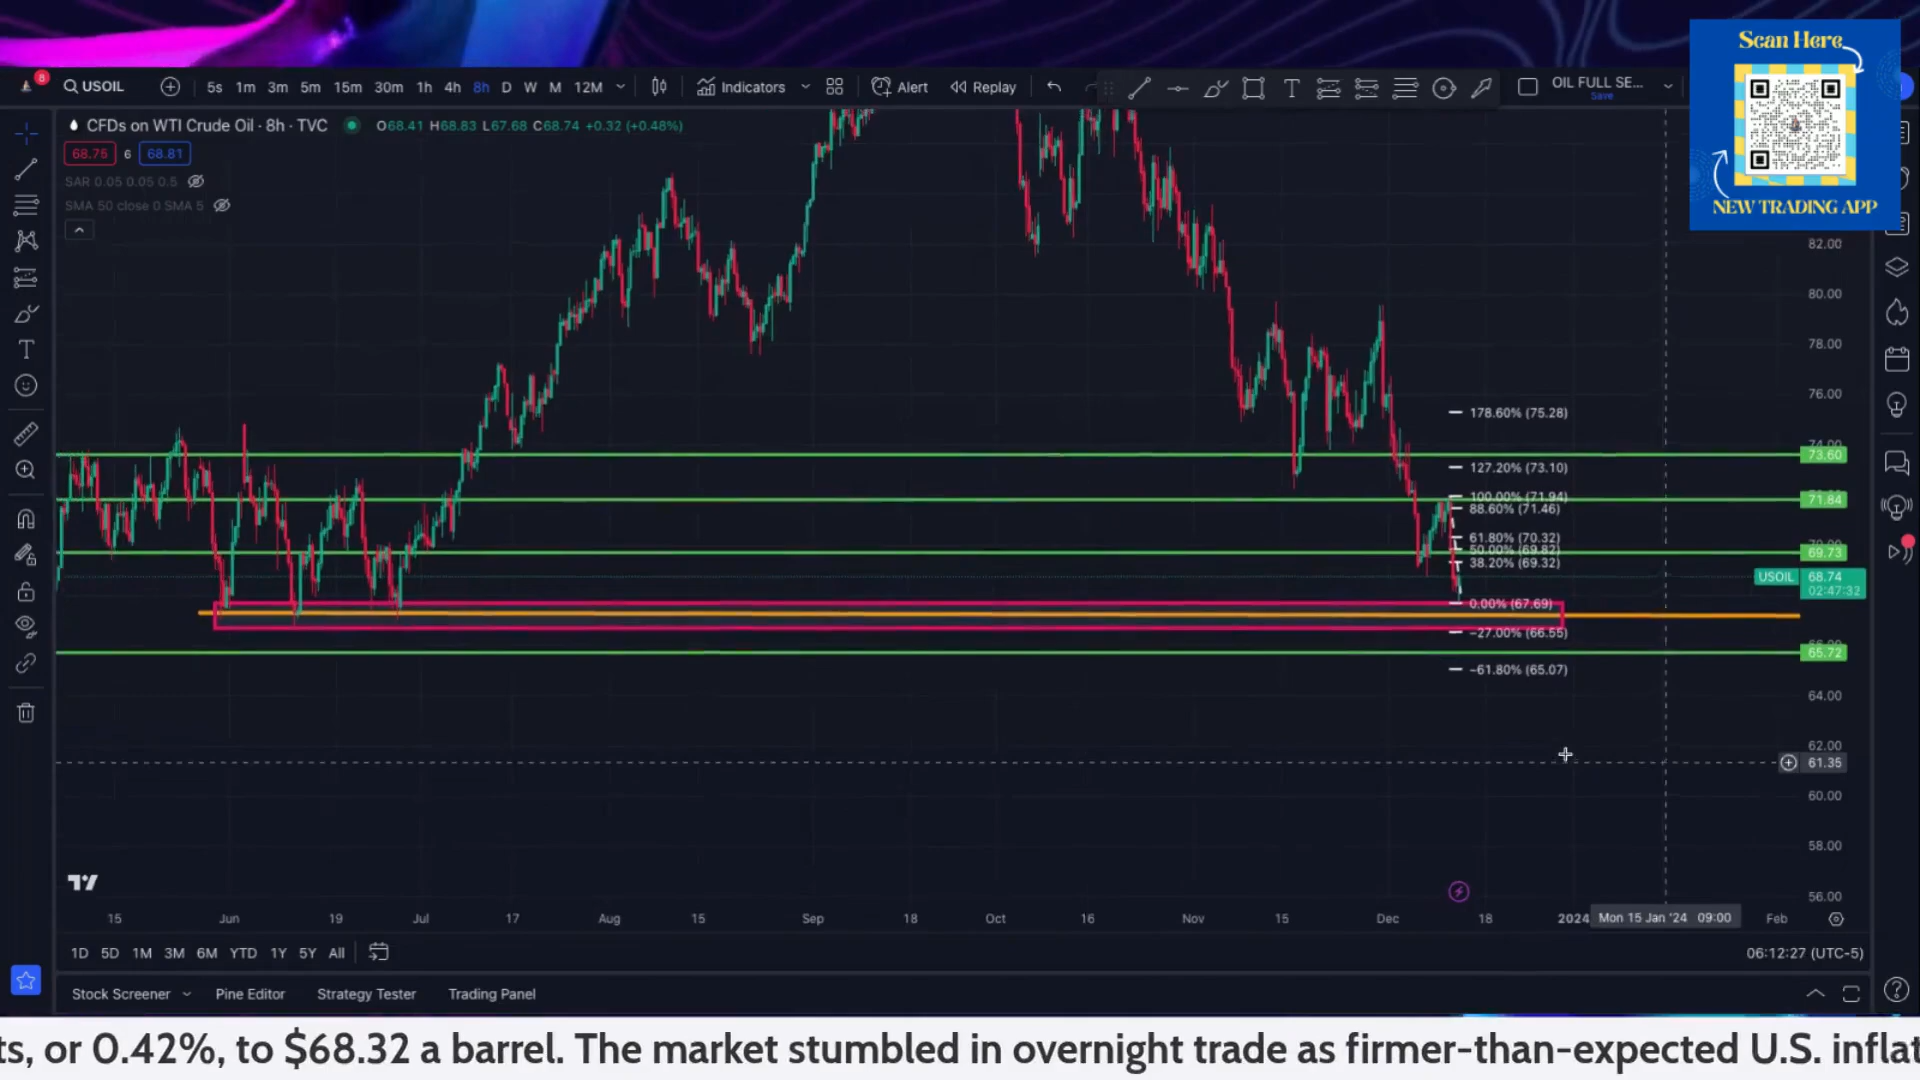 Scan Here
NEW TRADING APP
8
USOIL
5s 1m 3m 5m 15m 30m 1h 4h 8h D W M 12M
Indicators
Alert
Replay
OIL FULL SE...
Save
CFDs on WTI Crude Oil · 8h · TVC
O68.41 H68.83 L67.68 C68.74 +0.32 (+0.48%)
68.75 6 68.81
SAR 0.05 0.05 0.5
SMA 50 close 0 SMA 5
82.00
80.00
78.00
76.00
178.60% (75.28)
74.00
73.60
127.20% (73.10)
100.00% (71.94)
71.84
88.60% (71.46)
61.80% (70.32)
70.00
50.00% (69.82)
69.73
38.20% (69.32)
USOIL 68.74
02:47:32
0.00% (67.69)
-27.00% (66.55)
66.00
65.72
-61.80% (65.07)
64.00
62.00
61.35
60.00
58.00
56.00
15 Jun 19 Jul 17 Aug 15 Sep 18 Oct 16 Nov 15 Dec 18 2024 Mon 15 Jan '24 09:00 Feb
1D 5D 1M 3M 6M YTD 1Y 5Y All
06:12:27 (UTC-5)
Stock Screener Pine Editor Strategy Tester Trading Panel
ts, or 0.42%, to $68.32 a barrel. The market stumbled in overnight trade as firmer-than-expected U.S. inflat